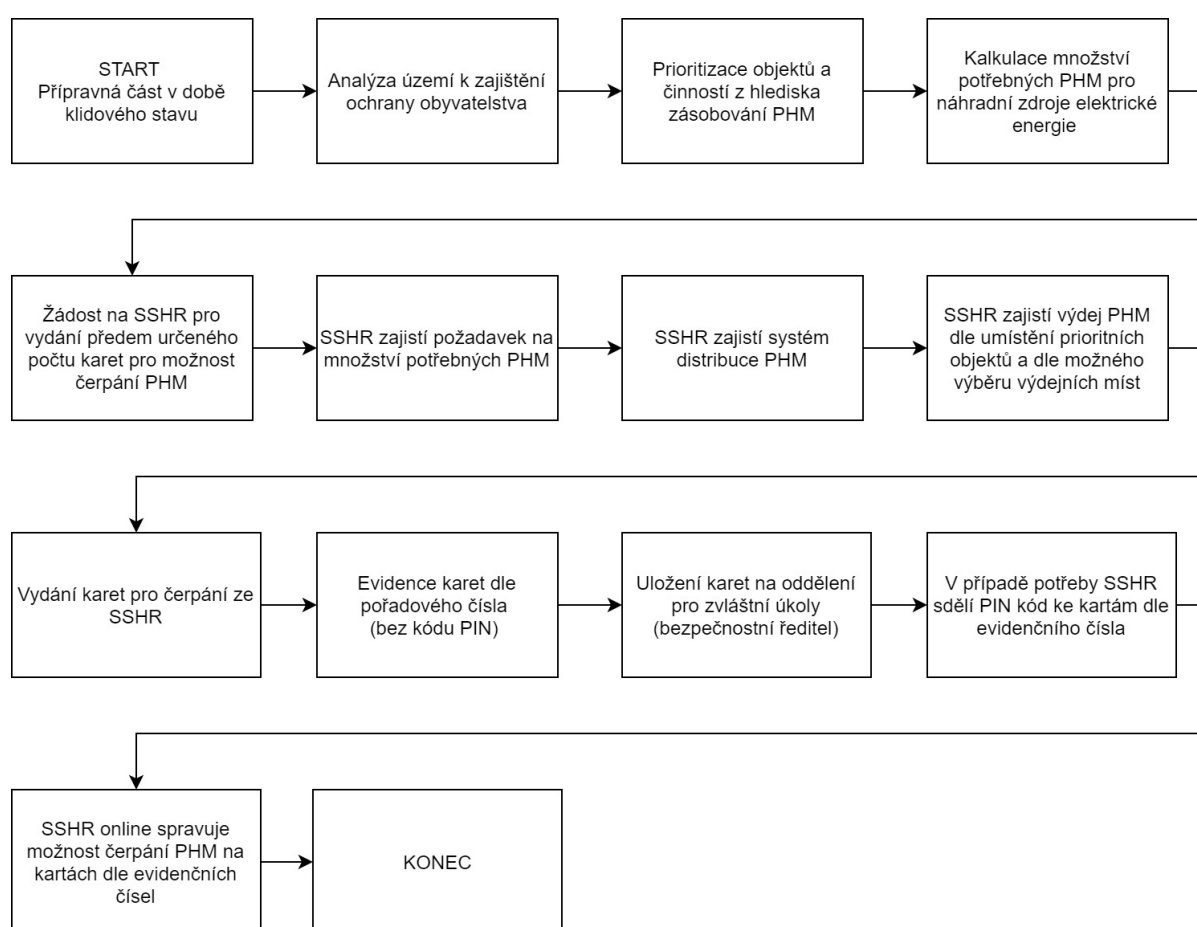 START
Přípravná část v době
klidového stavu
Analýza území k zajištění
ochrany obyvatelstva
Prioritizace objektů a
činností z hlediska
zásobování PHM
Kalkulace množství
potřebných PHM pro
náhradní zdroje elektrické
energie
Žádost na SSHR pro
vydání předem určeného
počtu karet pro možnost
čerpání PHM
SSHR zajistí požadavek na
množství potřebných PHM
SSHR zajistí systém
distribuce PHM
SSHR zajistí výdej PHM
dle umístění prioritních
objektů a dle možného
výběru výdejních míst
Vydání karet pro čerpání ze
SSHR
Evidence karet dle
pořadového čísla
(bez kódu PIN)
Uložení karet na oddělení
pro zvláštní úkoly
(bezpečnostní ředitel)
V případě potřeby SSHR
sdělí PIN kód ke kartám dle
evidenčního čísla
SSHR online spravuje
možnost čerpání PHM na
kartách dle evidenčních
čísel
KONEC